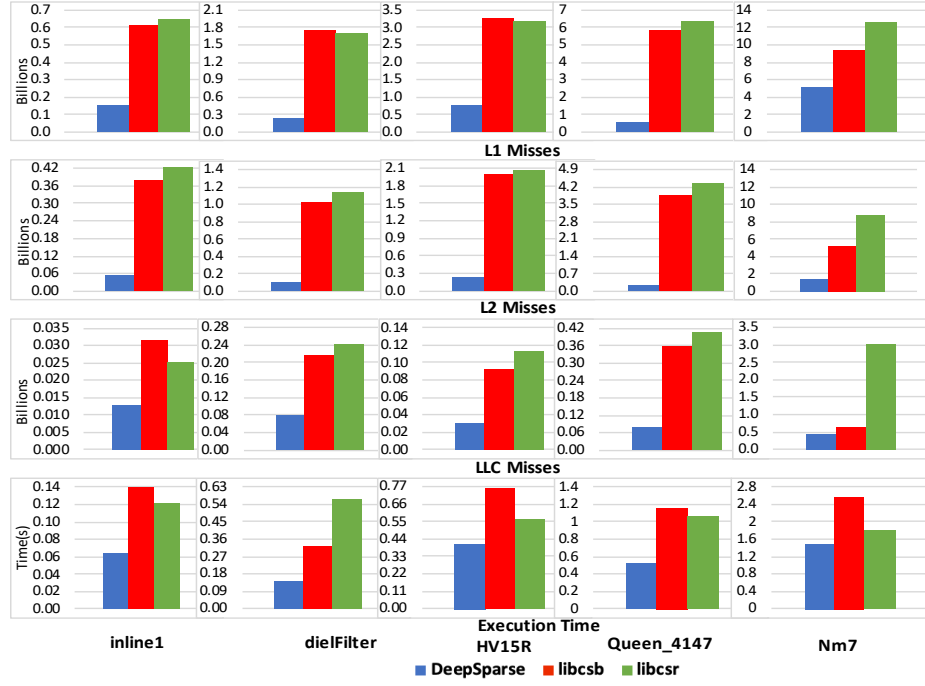 0.7 2.1 3.5 7 14
0.6 1.8 3.0 6 12
0.5 1.5 2.5 5 10
0.4 1.2 2.0 4 8
0.3 0.9 1.5 3 6
0.2 0.6 1.0 2 4
0.1 0.3 0.5 1 2
0.0 0.0 0.0 0 0
Billions
L1 Misses
0.42 1.4 2.1 4.9 14
0.36 1.2 1.8 4.2 12
0.30 1.0 1.5 3.5 10
0.24 0.8 1.2 2.8 8
0.18 0.6 0.9 2.1 6
0.12 0.4 0.6 1.4 4
0.06 0.2 0.3 0.7 2
0.00 0.0 0.0 0.0 0
Billions
L2 Misses
0.035 0.28 0.14 0.42 3.5
0.030 0.24 0.12 0.36 3.0
0.025 0.20 0.10 0.30 2.5
0.020 0.16 0.08 0.24 2.0
0.015 0.12 0.06 0.18 1.5
0.010 0.08 0.04 0.12 1.0
0.005 0.04 0.02 0.06 0.5
0.000 0.00 0.00 0.00 0.0
Billions
LLC Misses
0.14 0.63 0.77 1.4 2.8
0.12 0.54 0.66 1.2 2.4
0.10 0.45 0.55 1 2
0.08 0.36 0.44 0.8 1.6
0.06 0.27 0.33 0.6 1.2
0.04 0.18 0.22 0.4 0.8
0.02 0.09 0.11 0.2 0.4
0.00 0.00 0.00 0 0
Time(s)
Execution Time
inline1 dielFilter HV15R Queen_4147 Nm7
DeepSparse libcsb libcsr